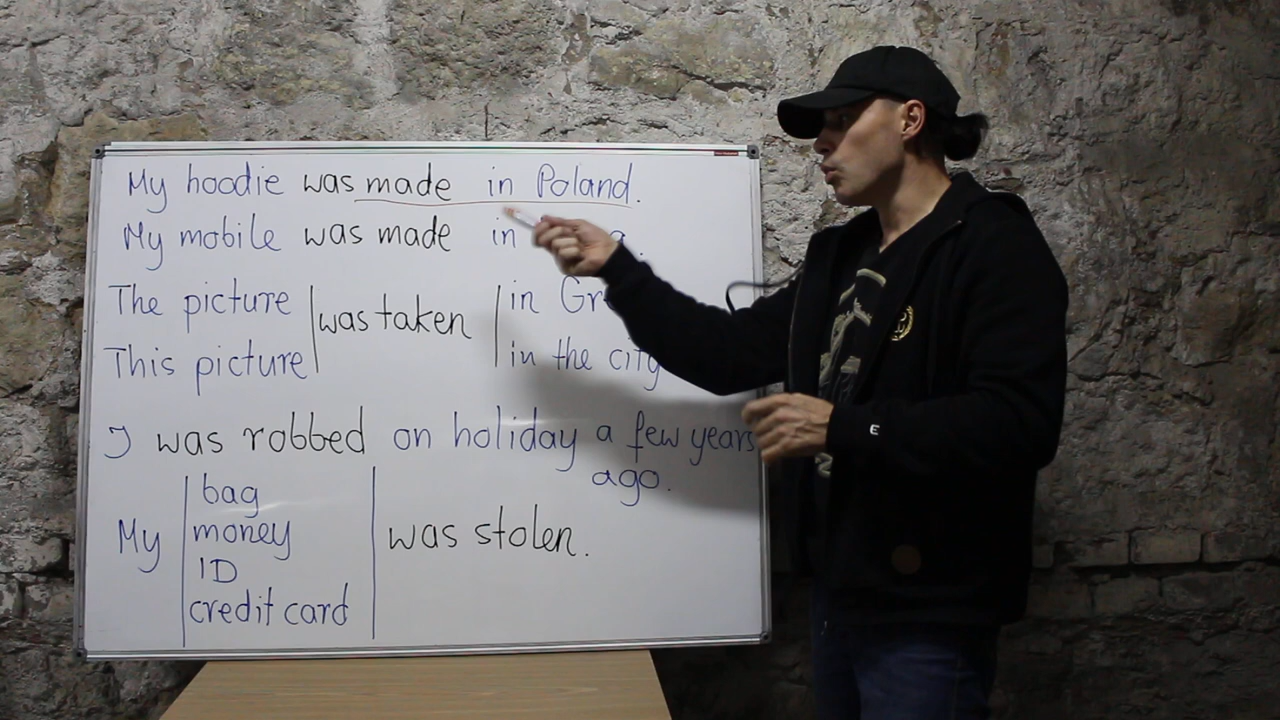 My hoodie was made in Poland.
My mobile was made in
The picture was taken in
This picture in the city
I was robbed on holiday a few years
ago.
bag
My money was stolen.
ID
credit card
E